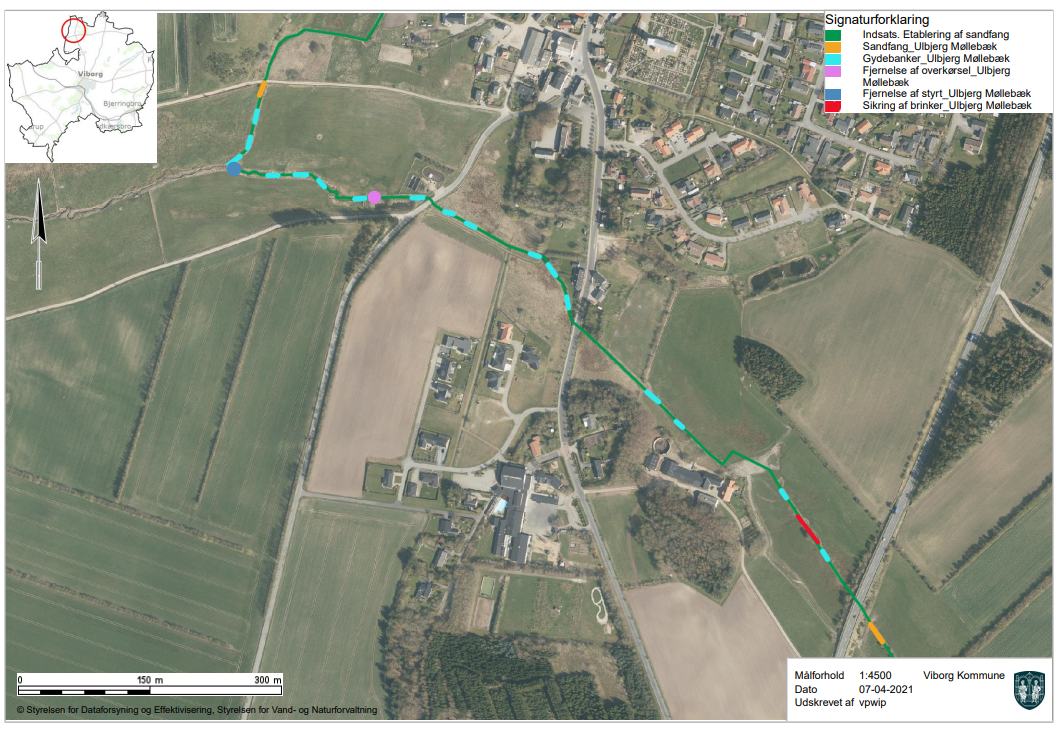 Signaturforklaring
Indsats. Etablering af sandfang
Sandfang_Ulbjerg Møllebæk
Gydebanker_Ulbjerg Møllebæk
Fjernelse af overkørsel_Ulbjerg
Møllebæk
Fjernelse af styrt_Ulbjerg Møllebæk
Sikring af brinker_Ulbjerg Møllebæk
Viborg
Bjerringbro
0 150 m 300 m
© Styrelsen for Dataforsyning og Effektivisering, Styrelsen for Vand- og Naturforvaltning
Målforhold 1:4500 Viborg Kommune
Dato 07-04-2021
Udskrevet af vpwip